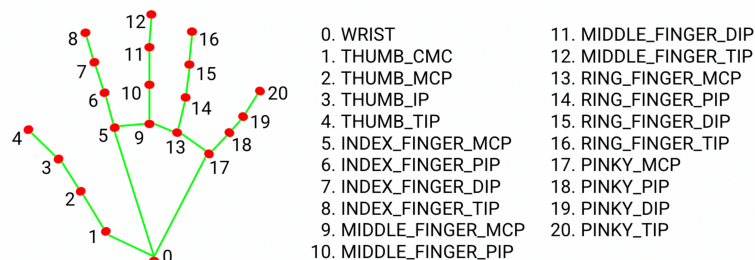 12
8
16
11
7
15
10
6
20
14
4
19
5
9
13
18
3
17
2
1
0
0. WRIST
1. THUMB_CMC
2. THUMB_MCP
3. THUMB_IP
4. THUMB_TIP
5. INDEX_FINGER_MCP
6. INDEX_FINGER_PIP
7. INDEX_FINGER_DIP
8. INDEX_FINGER_TIP
9. MIDDLE_FINGER_MCP
10. MIDDLE_FINGER_PIP
11. MIDDLE_FINGER_DIP
12. MIDDLE_FINGER_TIP
13. RING_FINGER_MCP
14. RING_FINGER_PIP
15. RING_FINGER_DIP
16. RING_FINGER_TIP
17. PINKY_MCP
18. PINKY_PIP
19. PINKY_DIP
20. PINKY_TIP